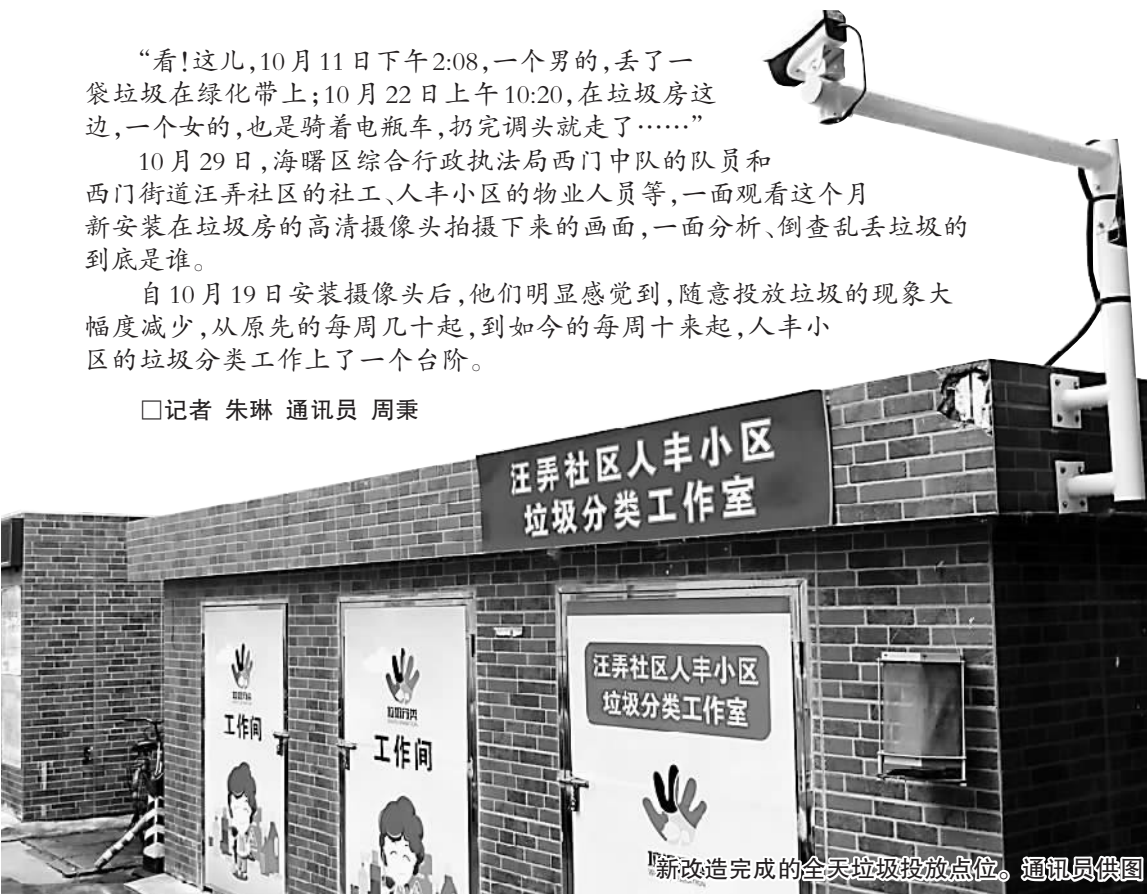 “看！这儿，10月11日下午2:08，一个男的，丢了一
袋垃圾在绿化带上；10月22日上午10:20，在垃圾房这
边，一个女的，也是骑着电瓶车，扔完调头就走了……”
10月29日，海曙区综合行政执法局西门中队的队员和
西门街道汪弄社区的社工、人丰小区的物业人员等，一面观看这个月
新安装在垃圾房的高清摄像头拍摄下来的画面，一面分析、倒查乱丢垃圾的
到底是谁。
自10月19日安装摄像头后，他们明显感觉到，随意投放垃圾的现象大
幅度减少，从原先的每周几十起，到如今的每周十来起，人丰小
区的垃圾分类工作上了一个台阶。
□记者 朱琳 通讯员 周秉
汪弄社区人丰小区
垃圾分类工作室
汪弄社区人丰小区
垃圾分类工作室
垃圾分类
工作间
垃圾分类
工作间
新改造完成的全天垃圾投放点位。通讯员供图